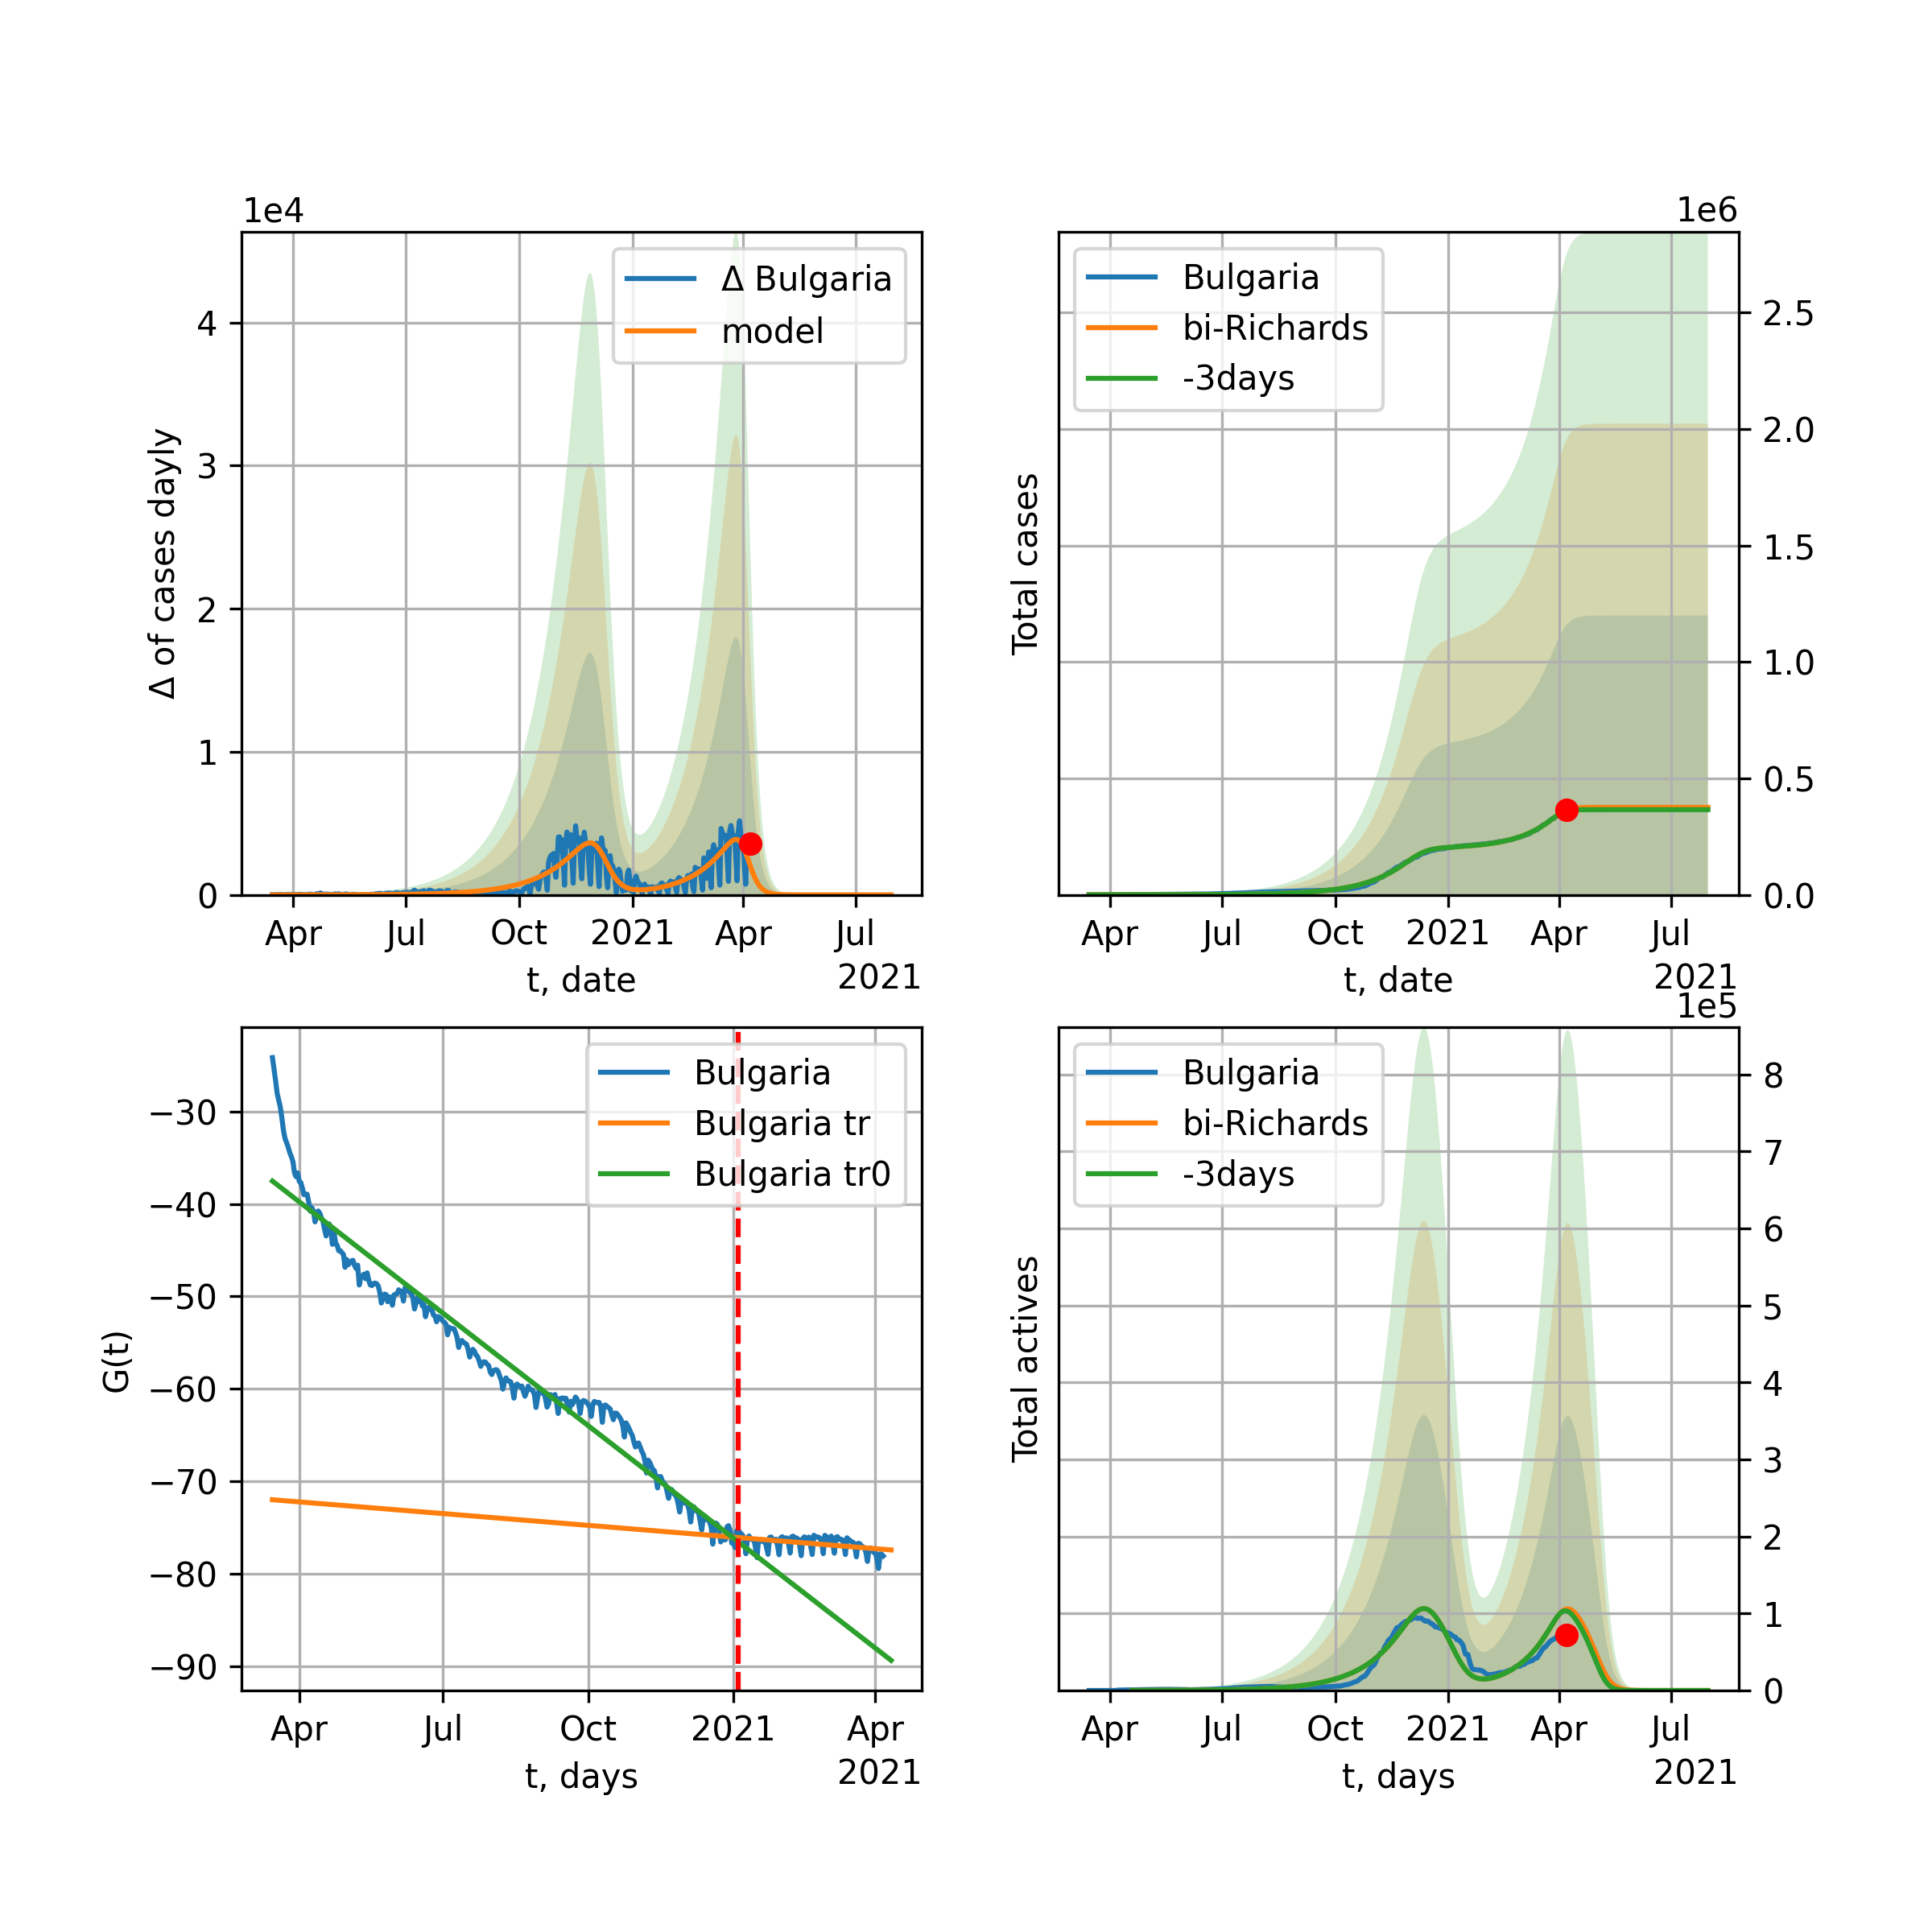 1e4
Δ Bulgaria
model
4
3
2
1
0
Δ of cases dayly
Apr
Jul
Oct
2021
Apr
Jul
t, date
2021
1e6
Bulgaria
bi-Richards
-3days
2.5
2.0
1.5
1.0
0.5
0.0
Total cases
Apr
Jul
Oct
2021
Apr
Jul
t, date
2021
Bulgaria
Bulgaria tr
Bulgaria tr0
−30
−40
−50
−60
−70
−80
−90
G(t)
Apr
Jul
Oct
2021
Apr
t, days
2021
1e5
Bulgaria
bi-Richards
-3days
8
7
6
5
4
3
2
1
0
Total actives
Apr
Jul
Oct
2021
Apr
Jul
t, days
2021